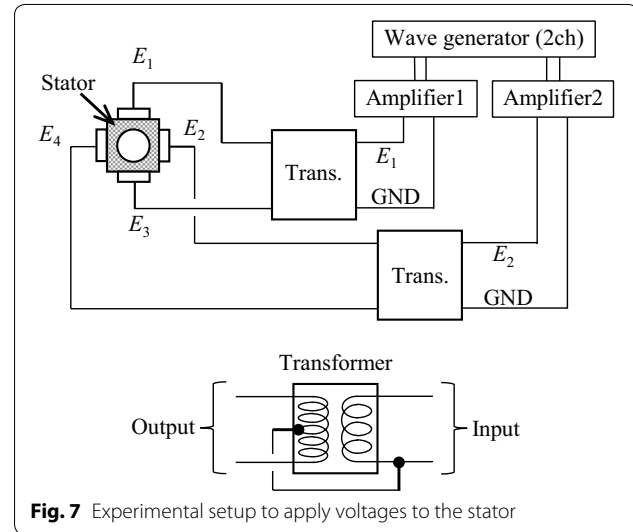 Wave generator (2ch)
Amplifier1 Amplifier2
Stator
E1
E2
E4
E3
Trans.
E1
GND
Trans.
E2
GND
Transformer
Output
Input
Fig. 7 Experimental setup to apply voltages to the stator